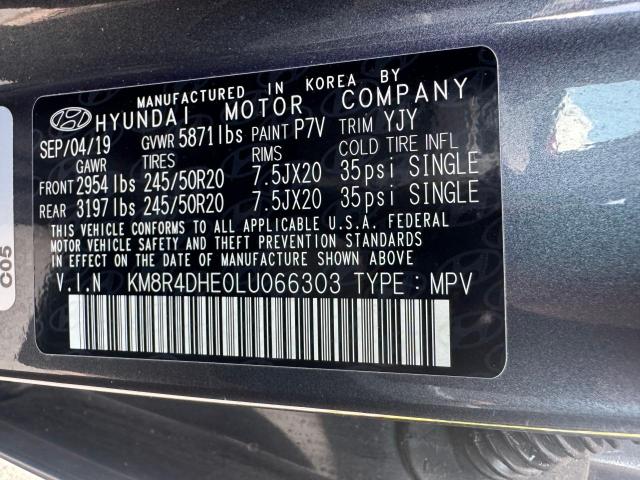 MANUFACTURED IN KOREA BY
HYUNDAI MOTOR COMPANY
SEP/04/19 GVWR 5871lbs PAINT P7V TRIM YJY
GAWR TIRES RIMS COLD TIRE INFL
FRONT 2954 lbs 245/50R20 7.5JX20 35psi SINGLE
REAR 3197 lbs 245/50R20 7.5JX20 35psi SINGLE
THIS VEHICLE CONFORMS TO ALL APPLICABLE U.S.A. FEDERAL
MOTOR VEHICLE SAFETY AND THEFT PREVENTION STANDARDS
IN EFFECT ON THE DATE OF MANUFACTURE SHOWN ABOVE.
V.I.N KM8R4DHE0LU066303 TYPE : MPV
C05